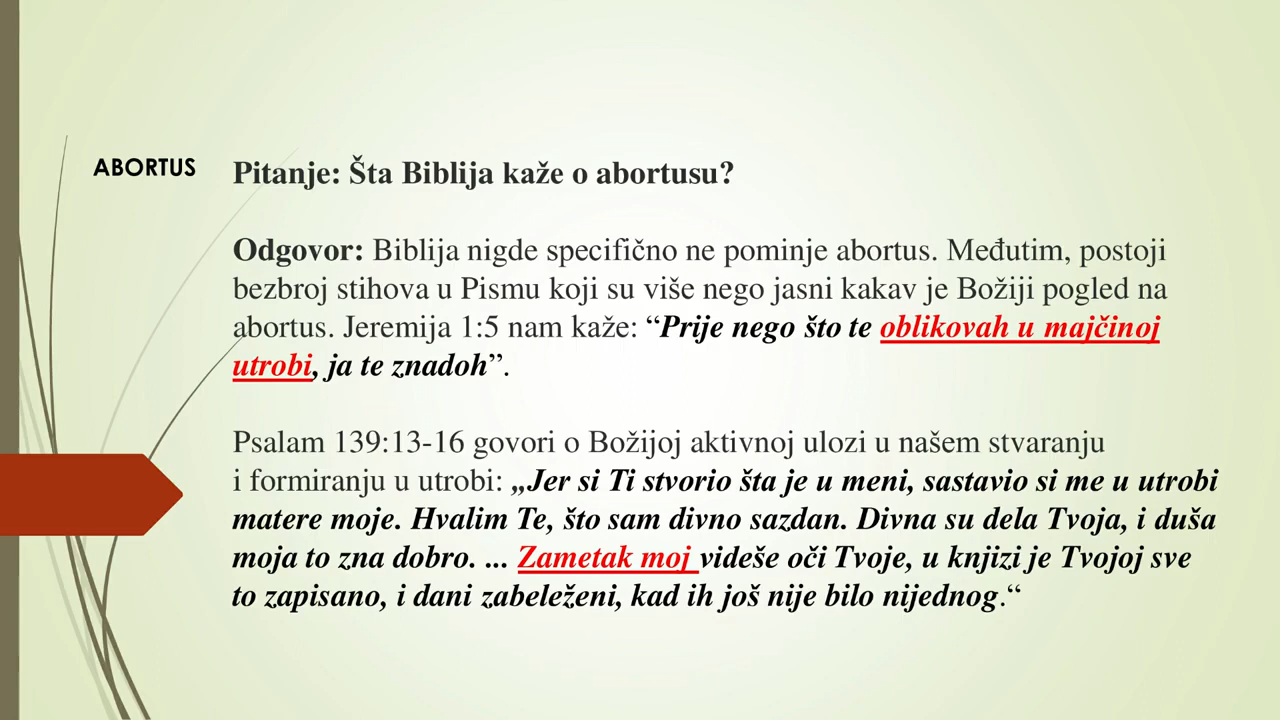 ABORTUS
Pitanje: Šta Biblija kaže o abortusu?
Odgovor: Biblija nigde specifično ne pominje abortus. Međutim, postoji
bezbroj stihova u Pismu koji su više nego jasni kakav je Božiji pogled na
abortus. Jeremija 1:5 nam kaže: “Prije nego što te oblikovah u majčinoj
utrobi, ja te znadoh”.
Psalam 139:13-16 govori o Božijoj aktivnoj ulozi u našem stvaranju
i formiranju u utrobi: „Jer si Ti stvorio šta je u meni, sastavio si me u utrobi
matere moje. Hvalim Te, što sam divno sazdan. Divna su dela Tvoja, i duša
moja to zna dobro. ... Zametak moj videše oči Tvoje, u knjizi je Tvojoj sve
to zapisano, i dani zabeleženi, kad ih još nije bilo nijednog.“